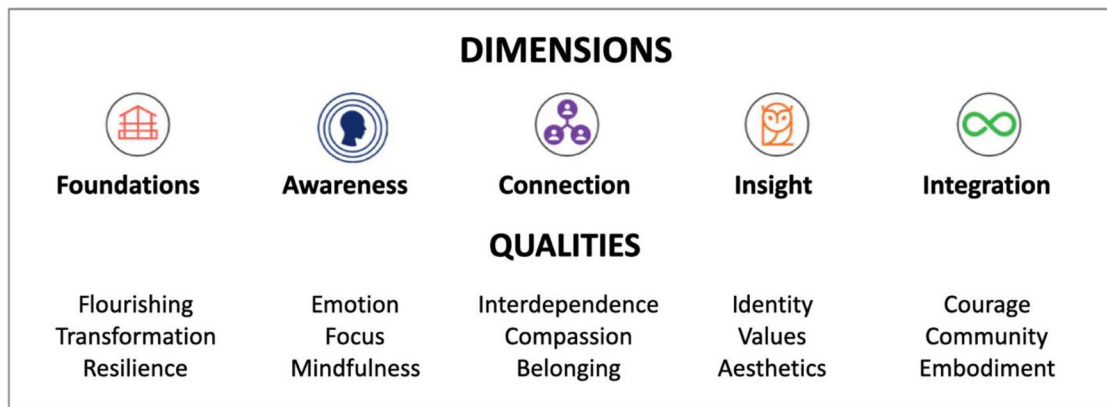 DIMENSIONS
Foundations
Awareness
Connection
Insight
Integration
QUALITIES
Flourishing
Transformation
Resilience
Emotion
Focus
Mindfulness
Interdependence
Compassion
Belonging
Identity
Values
Aesthetics
Courage
Community
Embodiment